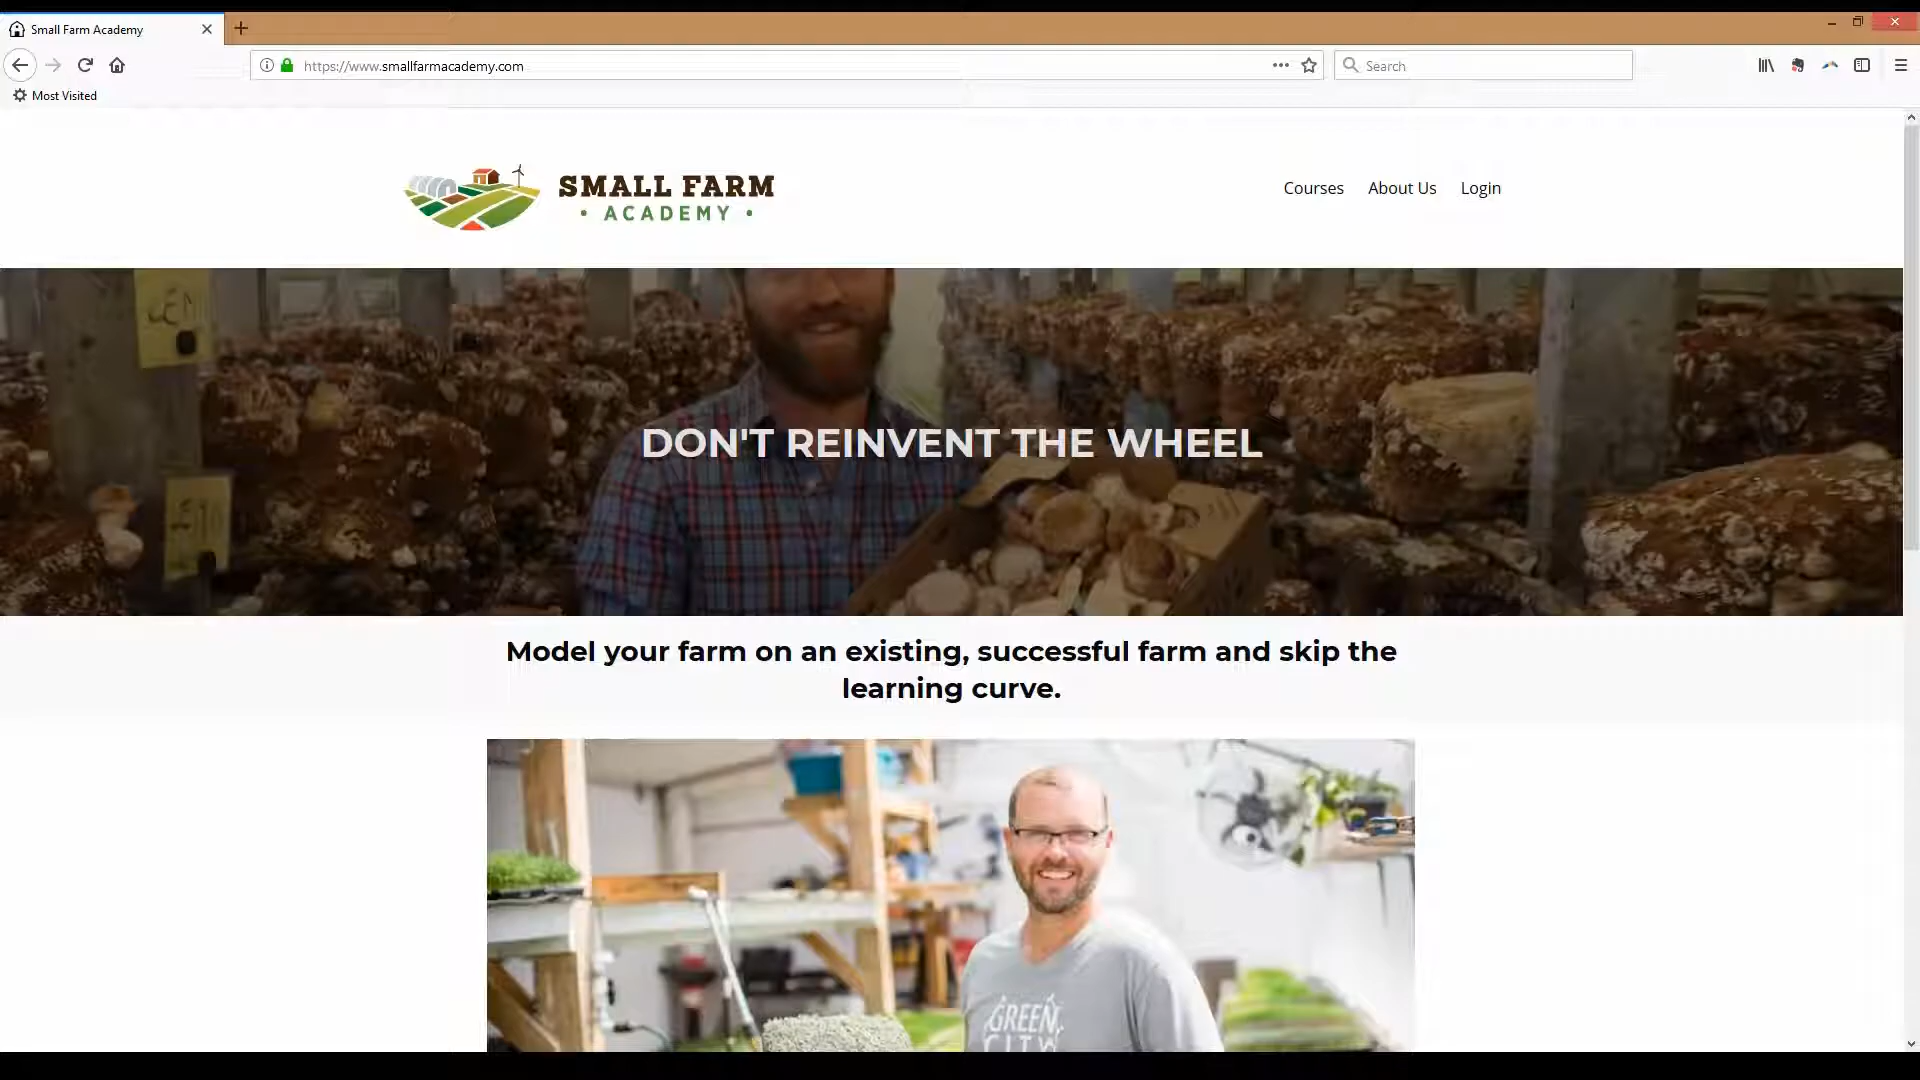 Small Farm Academy
https://www.smallfarmacademy.com
Search
Most Visited
SMALL FARM
• ACADEMY •
Courses
About Us
Login
DON'T REINVENT THE WHEEL
Model your farm on an existing, successful farm and skip the
learning curve.
GREEN
CITY